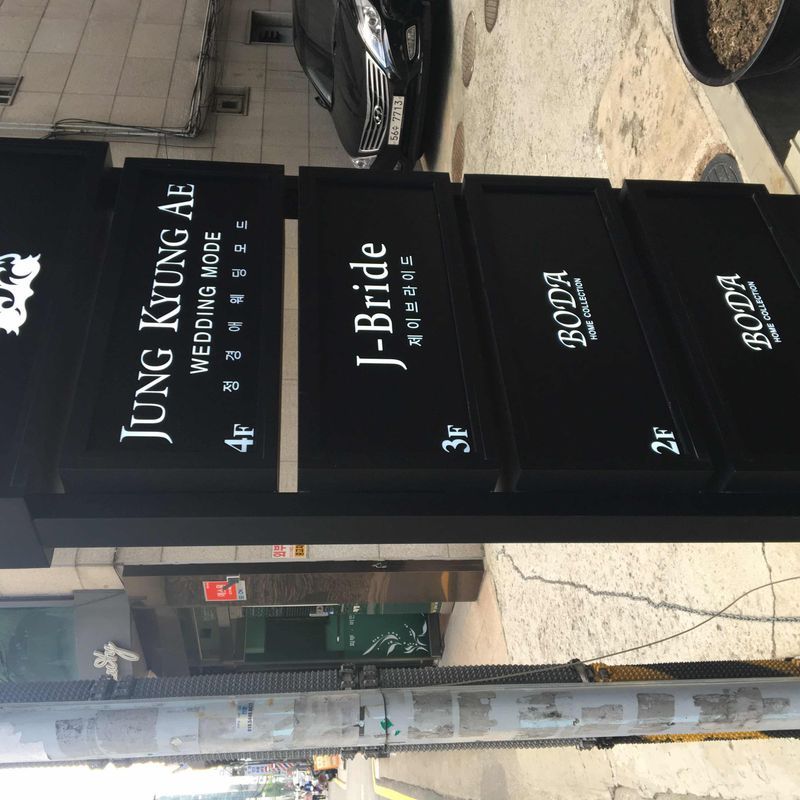 JUNG KYUNG AE
WEDDING MODE
정경애웨딩모드
4F
J-Bride
제이브라이드
3F
BODA
HOME COLLECTION
2F
BODA
HOME COLLECTION
7713